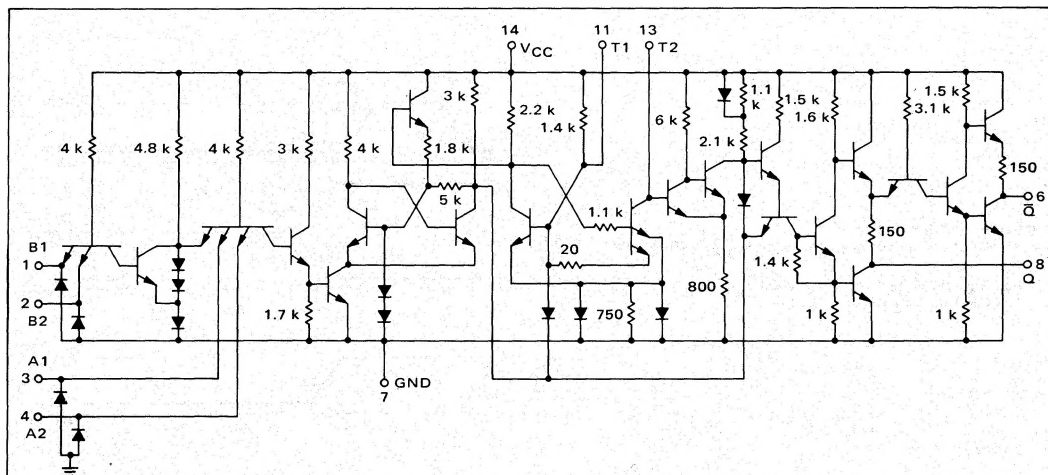 14
V CC
11
T1
13
T2
3 k
2.2 k
1.4 k
6 k
1.1 k
1.5 k
1.6 k
1.5 k
3.1 k
4 k
4.8 k
4 k
3 k
4 k
1.8 k
2.1 k
150
5 k
6
Q̅
B1
1
1.1 k
150
20
1.4 k
8
Q
2
B2
1.7 k
750
800
1 k
1 k
A1
3
GND
7
4
A2